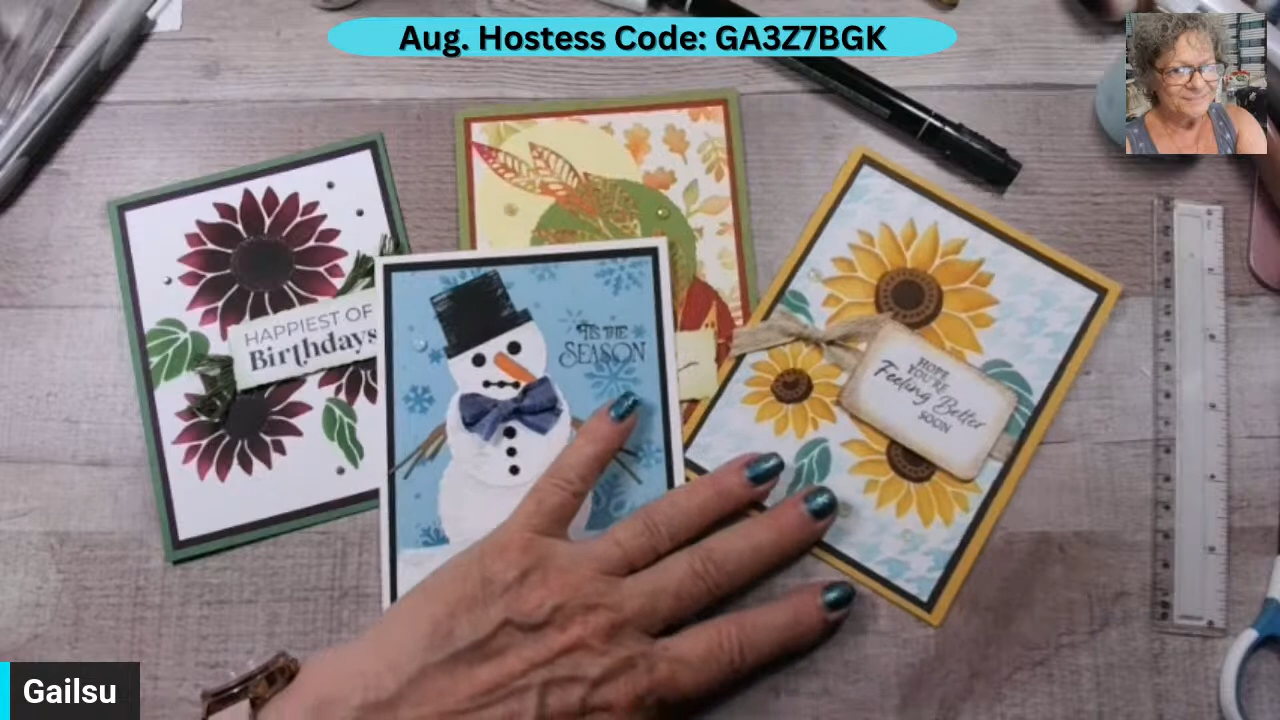 Aug. Hostess Code: GA3Z7BGK
HAPPIEST OF
Birthdays
'TIS THE
SEASON
HOPE
YOU'RE
Feeling Better
SOON
Gailsu